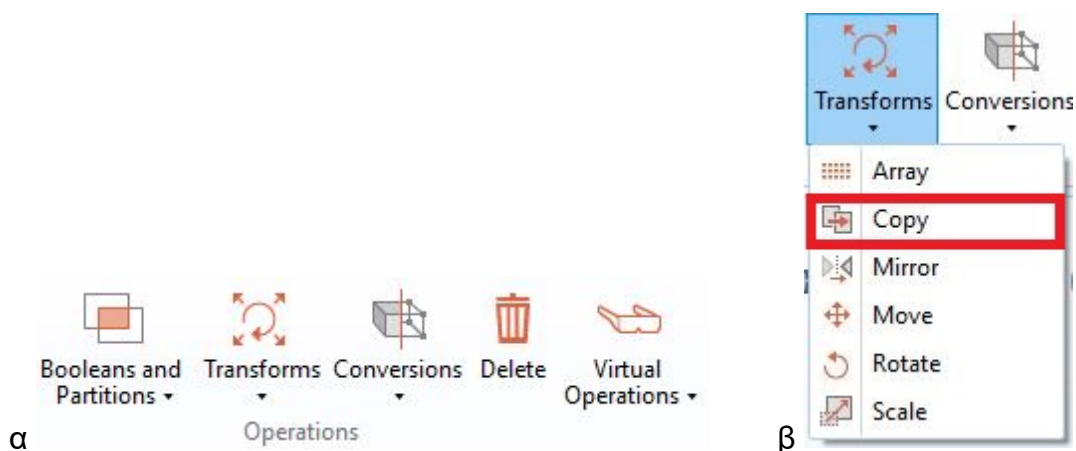 Booleans and Partitions
Transforms
Conversions
Delete
Virtual Operations
Operations
α
Transforms
Conversions
Array
Copy
Mirror
Move
Rotate
Scale
β